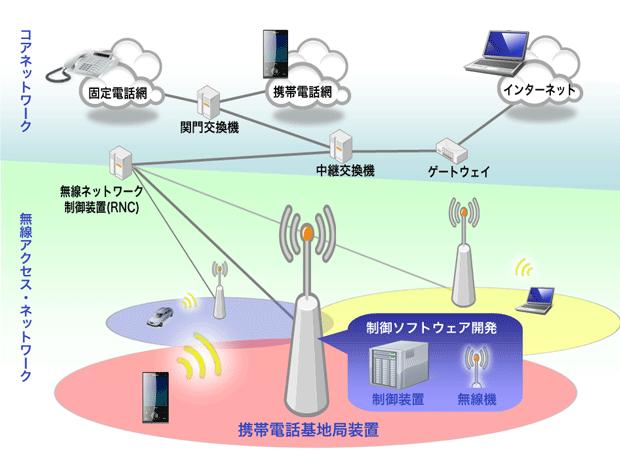 コアネットワーク
固定電話網
携帯電話網
インターネット
関門交換機
中継交換機
ゲートウェイ
無線ネットワーク
制御装置(RNC)
無線アクセス・ネットワーク
制御ソフトウェア開発
制御装置
無線機
携帯電話基地局装置